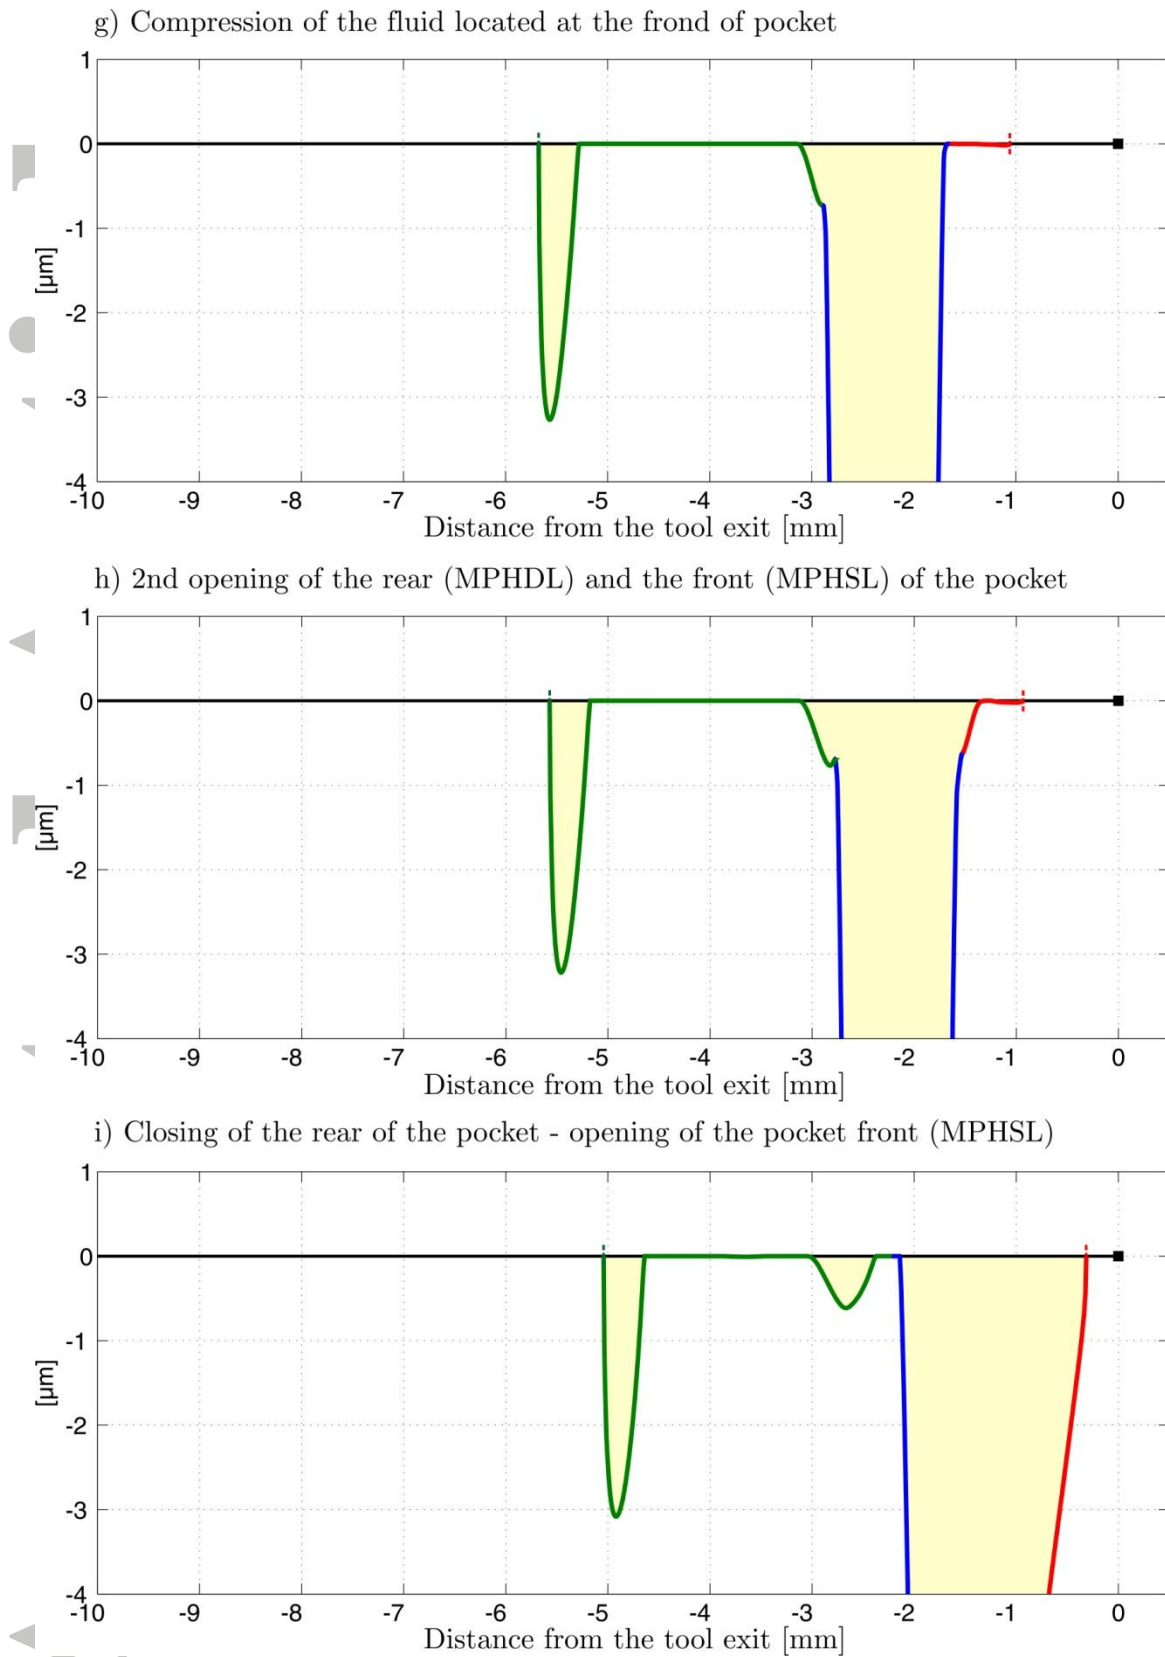 g) Compression of the fluid located at the frond of pocket
1
0
-1
-2
-3
-4
[µm]
-10 -9 -8 -7 -6 -5 -4 -3 -2 -1 0
Distance from the tool exit [mm]
h) 2nd opening of the rear (MPHDL) and the front (MPHSL) of the pocket
1
0
-1
-2
-3
-4
[µm]
-10 -9 -8 -7 -6 -5 -4 -3 -2 -1 0
Distance from the tool exit [mm]
i) Closing of the rear of the pocket - opening of the pocket front (MPHSL)
1
0
-1
-2
-3
-4
[µm]
-10 -9 -8 -7 -6 -5 -4 -3 -2 -1 0
Distance from the tool exit [mm]